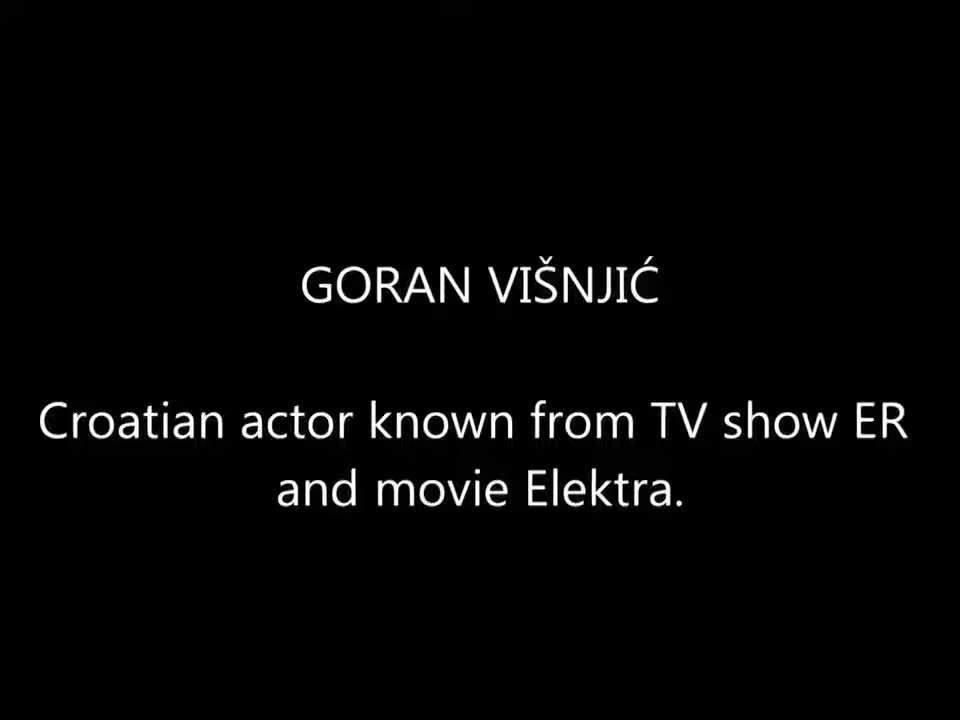 GORAN VIŠNJIĆ
Croatian actor known from TV show ER
and movie Elektra.